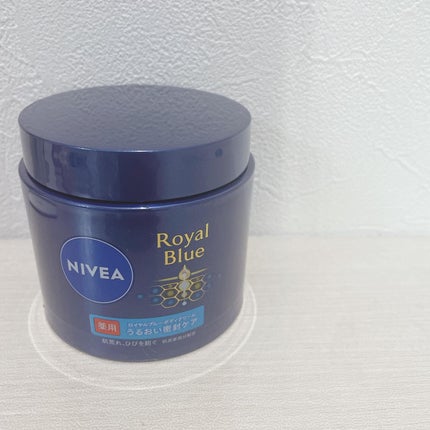 NIVEA
Royal
Blue
薬用
ロイヤルブルーボディクリーム
うるおい密封ケア
肌荒れ、ひびを防ぐ